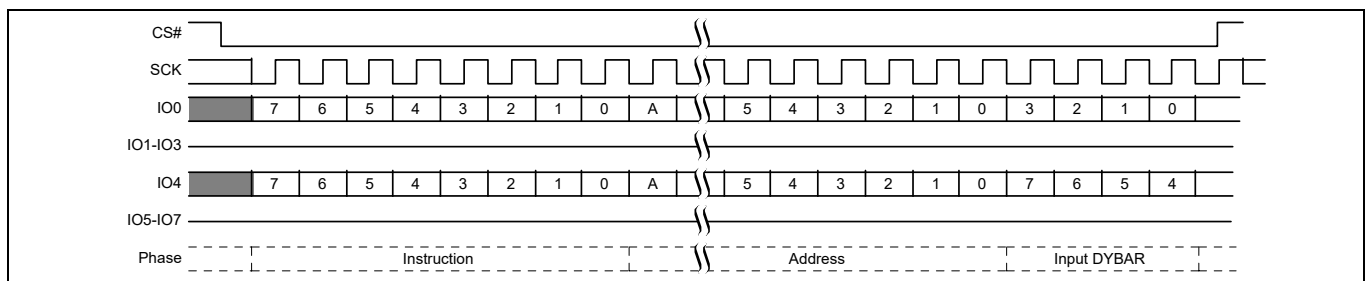 CS#
SCK
IO0 7 6 5 4 3 2 1 0 A 5 4 3 2 1 0 3 2 1 0
IO1-IO3
IO4 7 6 5 4 3 2 1 0 A 5 4 3 2 1 0 7 6 5 4
IO5-IO7
Phase Instruction Address Input DYBAR